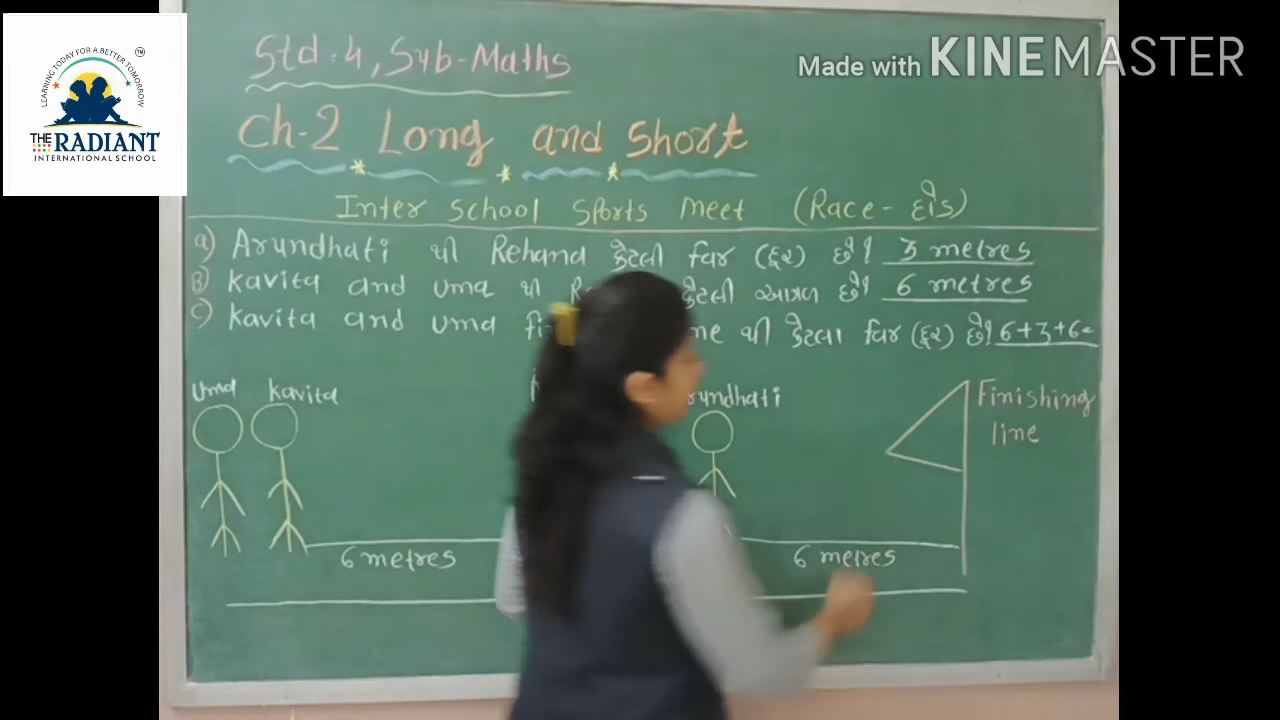 LEARNING TODAY FOR A BETTER TOMORROW
TM
THE RADIANT
INTERNATIONAL SCHOOL
Made with KINEMASTER
Std-4, Sub-Maths
Ch-2 Long and Short
Inter School Sports Meet (Race - દોડ)
a) Arundhati થી Rehana કેટલી દૂર (દૂર) છે? 3 metres
B) Kavita and Uma થી કેટલી આગળ છે? 6 metres
C) Kavita and Uma થી કેટલા દૂર (દૂર) છે? 6+3+6=
Uma
Kavita
Finishing
line
6 metres
6 metres